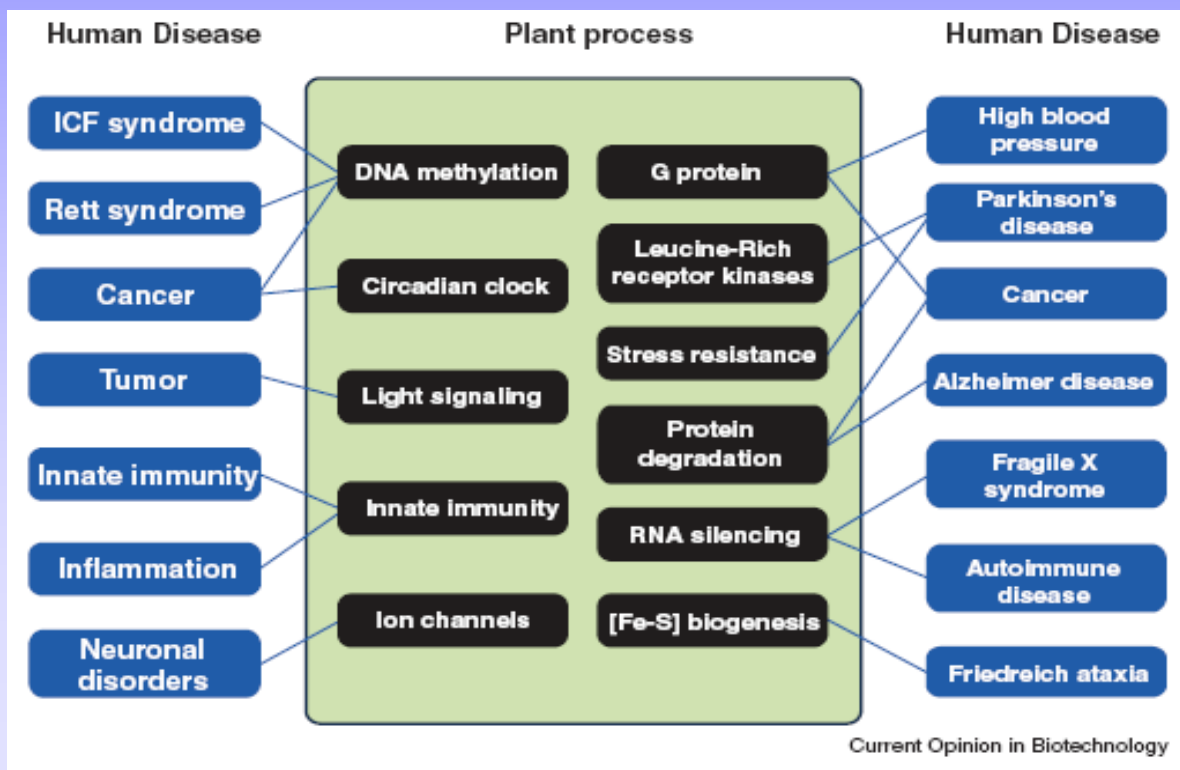 Human Disease
Plant process
Human Disease
ICF syndrome
Rett syndrome
Cancer
Tumor
Innate immunity
Inflammation
Neuronal
disorders
DNA methylation
Circadian clock
Light signaling
Innate immunity
Ion channels
G protein
Leucine-Rich
receptor kinases
Stress resistance
Protein
degradation
RNA silencing
[Fe-S] biogenesis
High blood
pressure
Parkinson's
disease
Cancer
Alzheimer disease
Fragile X
syndrome
Autoimmune
disease
Friedreich ataxia
Current Opinion in Biotechnology